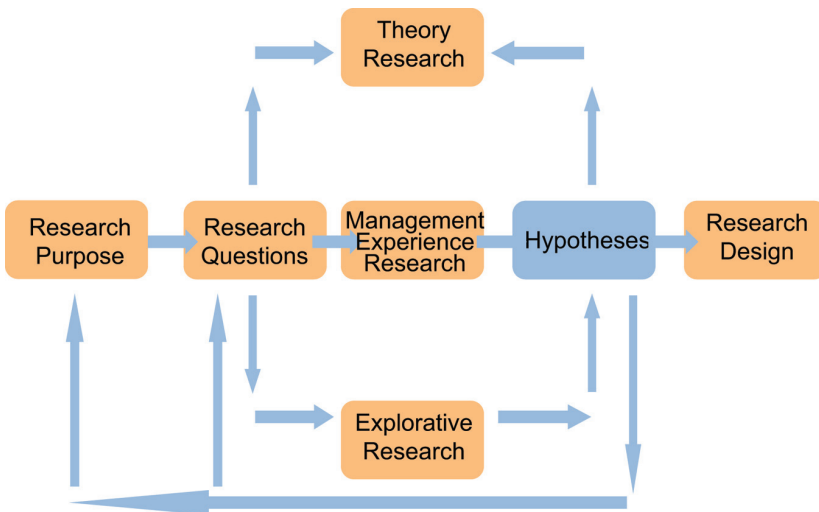 Theory
Research
Research
Purpose
Research
Questions
Management
Experience
Research
Hypotheses
Research
Design
Explorative
Research